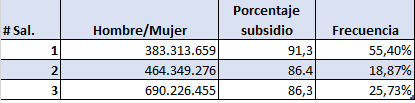 # Sal. Hombre/Mujer Porcentaje subsidio Frecuencia
1 383.313.659 91,3 55,40%
2 464.349.276 86.4 18,87%
3 690.226.455 86,3 25,73%